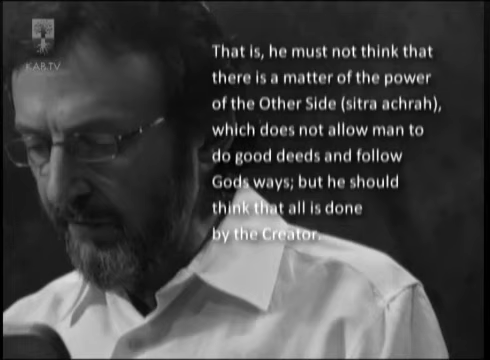 KAB.TV
That is, he must not think that
there is a matter of the power
of the Other Side (sitra achrah),
which does not allow man to
do good deeds and follow
Gods ways; but he should
think that all is done
by the Creator.